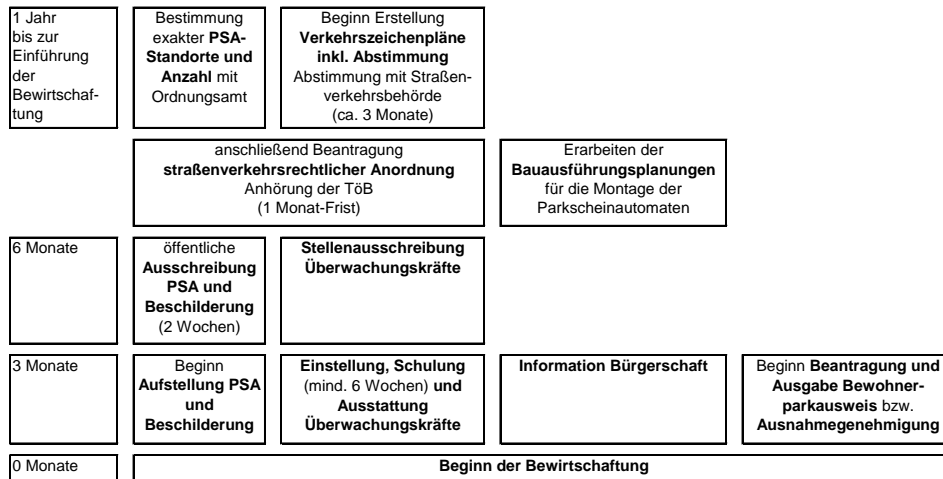 1 Jahr
bis zur
Einführung
der
Bewirtschaf-
tung
Bestimmung
exakter PSA-
Standorte und
Anzahl mit
Ordnungsamt
Beginn Erstellung
Verkehrszeichenpläne
inkl. Abstimmung
Abstimmung mit Straßen-
verkehrsbehörde
(ca. 3 Monate)
anschließend Beantragung
straßenverkehrsrechtlicher Anordnung
Anhörung der TöB
(1 Monat-Frist)
Erarbeiten der
Bauausführungsplanungen
für die Montage der
Parkscheinautomaten
6 Monate
öffentliche
Ausschreibung
PSA und
Beschilderung
(2 Wochen)
Stellenausschreibung
Überwachungskräfte
3 Monate
Beginn
Aufstellung PSA
und
Beschilderung
Einstellung, Schulung
(mind. 6 Wochen) und
Ausstattung
Überwachungskräfte
Information Bürgerschaft
Beginn Beantragung und
Ausgabe Bewohner-
parkausweis bzw.
Ausnahmegenehmigung
0 Monate
Beginn der Bewirtschaftung